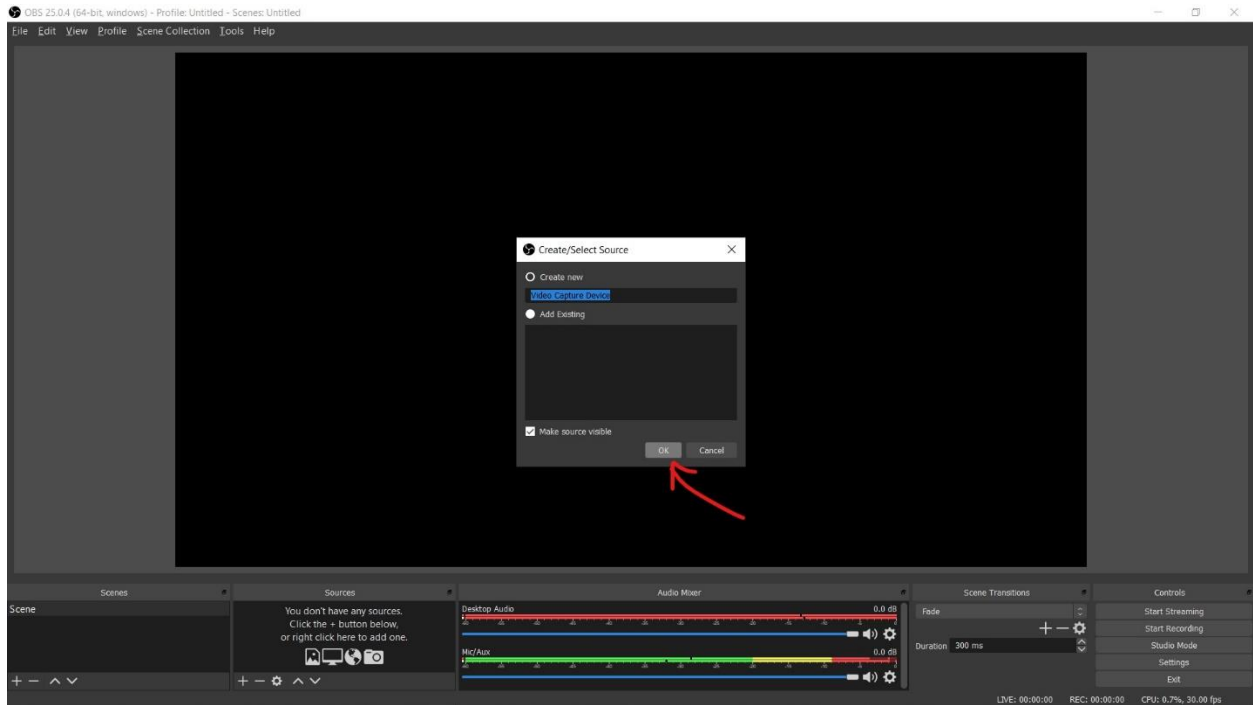 OBS 25.0.4 (64-bit, windows) - Profile: Untitled - Scenes: Untitled
File Edit View Profile Scene Collection Tools Help
Create/Select Source
Create new
Video Capture Device
Add Existing
Make source visible
OK Cancel
Scenes
Scene
Sources
You don't have any sources.
Click the + button below,
or right click here to add one.
Audio Mixer
Desktop Audio 0.0 dB
Mic/Aux 0.0 dB
Scene Transitions
Fade
Duration 300 ms
Controls
Start Streaming
Start Recording
Studio Mode
Settings
Exit
LIVE: 00:00:00 REC: 00:00:00 CPU: 0.7%, 30.00 fps